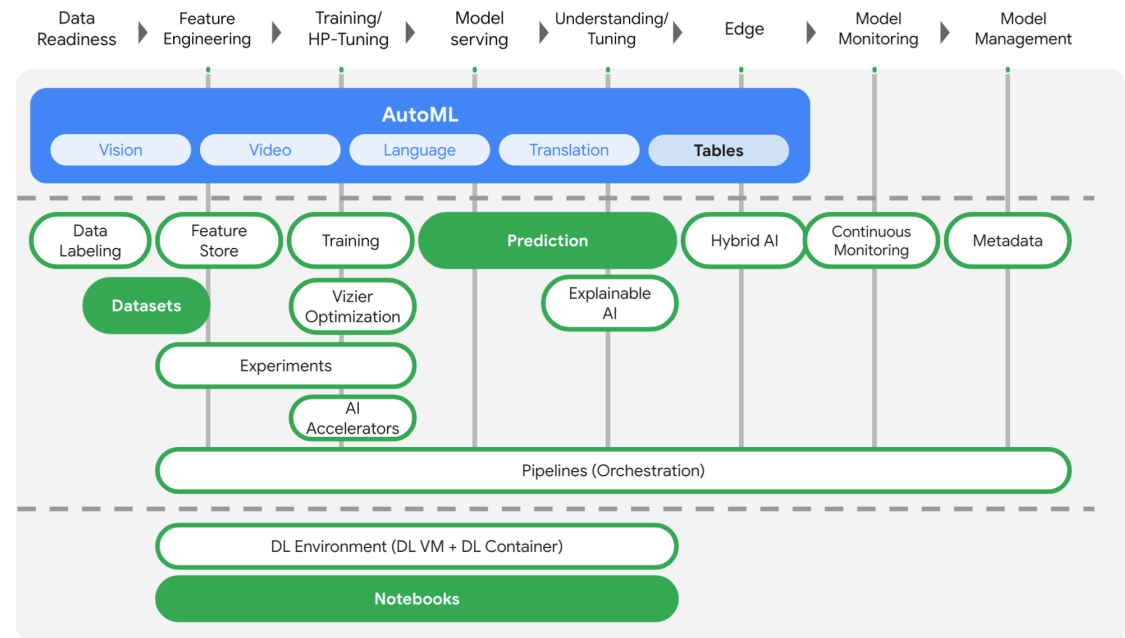 Data
Readiness
Feature
Engineering
Training/
HP-Tuning
Model
serving
Understanding/
Tuning
Edge
Model
Monitoring
Model
Management
AutoML
Vision
Video
Language
Translation
Tables
Data
Labeling
Feature
Store
Training
Prediction
Hybrid AI
Continuous
Monitoring
Metadata
Datasets
Vizier
Optimization
Explainable
AI
Experiments
AI
Accelerators
Pipelines (Orchestration)
DL Environment (DL VM + DL Container)
Notebooks